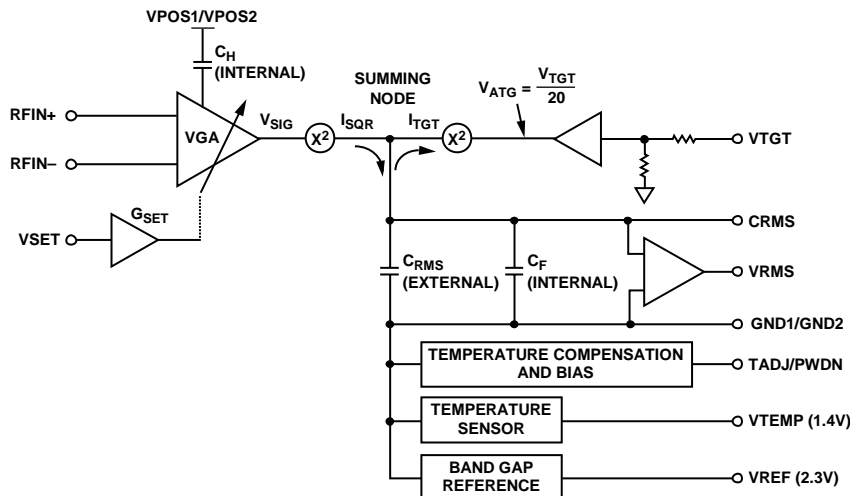 VPOS1/VPOS2
CH
(INTERNAL)
SUMMING
NODE
VATG = VTGT
20
RFIN+
VGA
VSIG
X2
ISQR
ITGT
X2
VTGT
RFIN–
GSET
VSET
CRMS
CRMS
(EXTERNAL)
CF
(INTERNAL)
VRMS
GND1/GND2
TEMPERATURE COMPENSATION
AND BIAS
TADJ/PWDN
TEMPERATURE
SENSOR
VTEMP (1.4V)
BAND GAP
REFERENCE
VREF (2.3V)